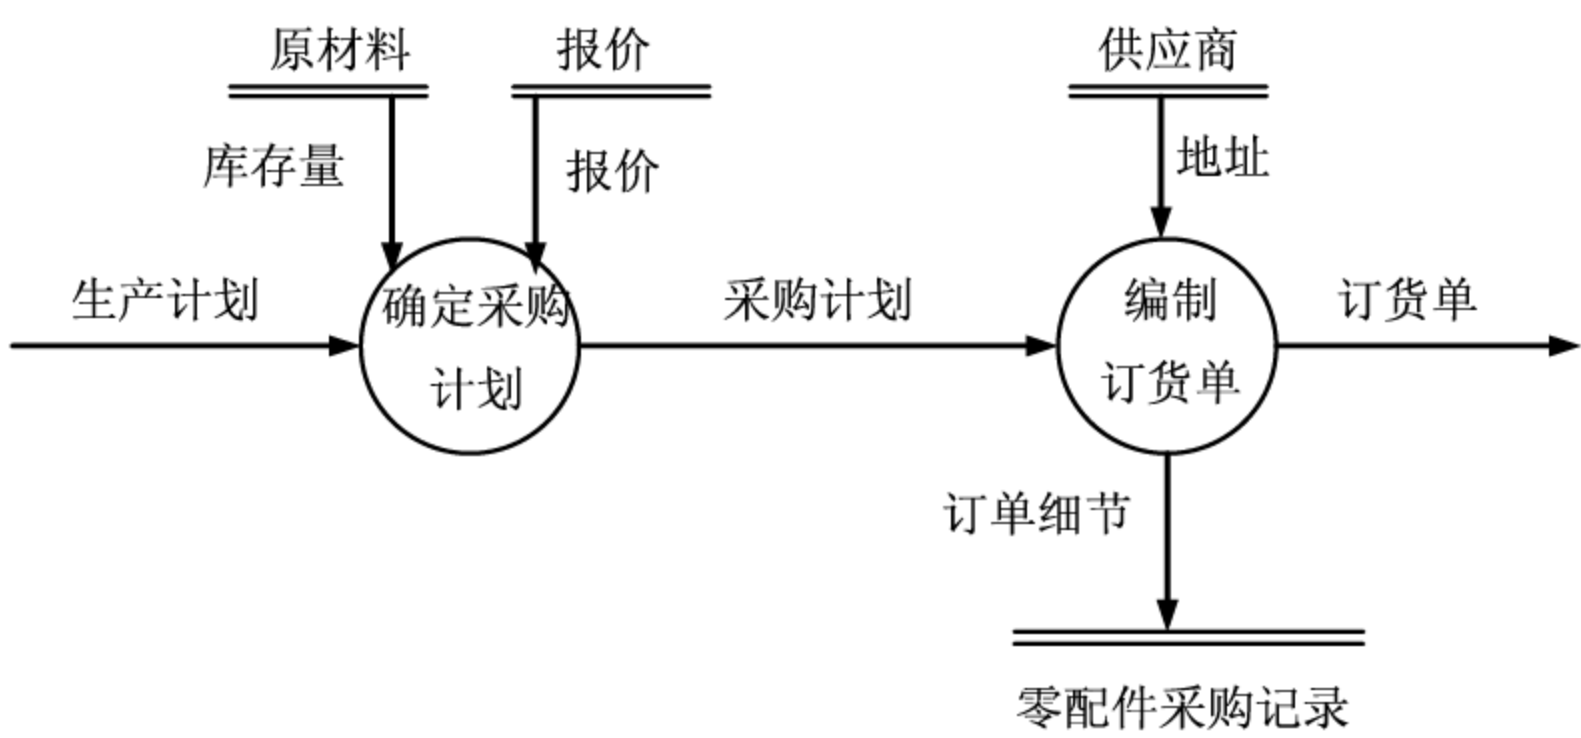 原材料
报价
供应商
库存量
报价
地址
生产计划
确定采购
计划
采购计划
编制
订货单
订货单
订单细节
零配件采购记录